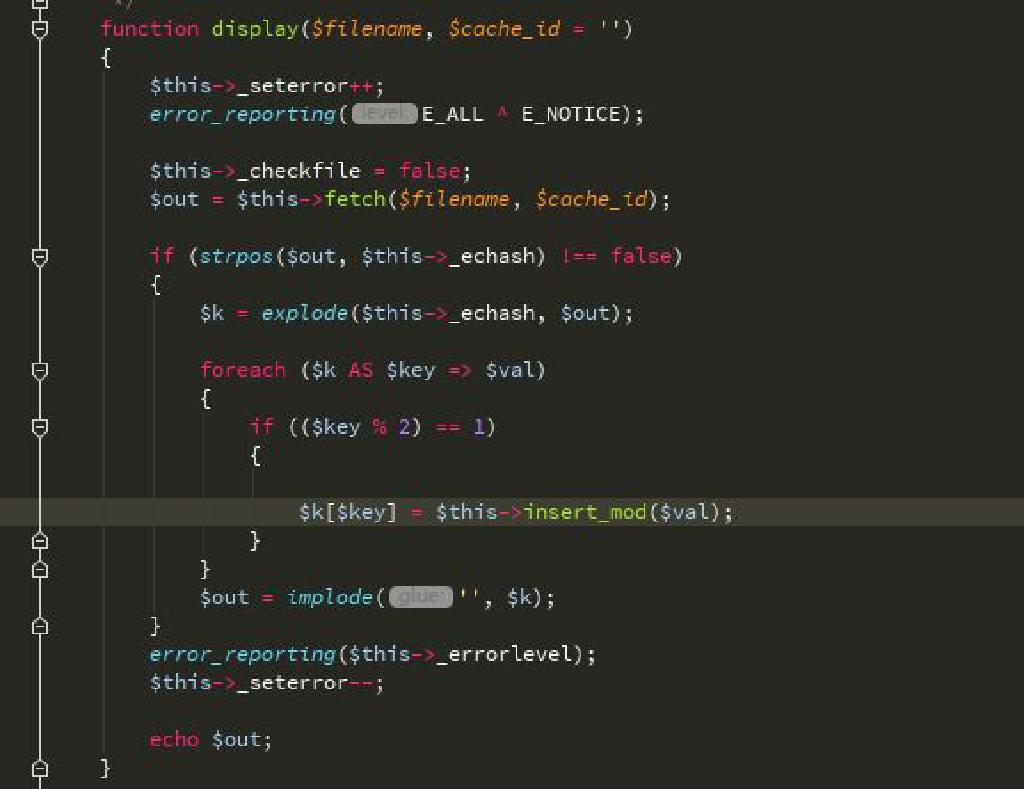 */
function display($filename, $cache_id = '')
{
$this->_seterror++;
error_reporting( level: E_ALL ^ E_NOTICE);
$this->_checkfile = false;
$out = $this->fetch($filename, $cache_id);
if (strpos($out, $this->_echash) !== false)
{
$k = explode($this->_echash, $out);
foreach ($k AS $key => $val)
{
if (($key % 2) == 1)
{
$k[$key] = $this->insert_mod($val);
}
}
$out = implode( glue: '', $k);
}
error_reporting($this->_errorlevel);
$this->_seterror--;
echo $out;
}